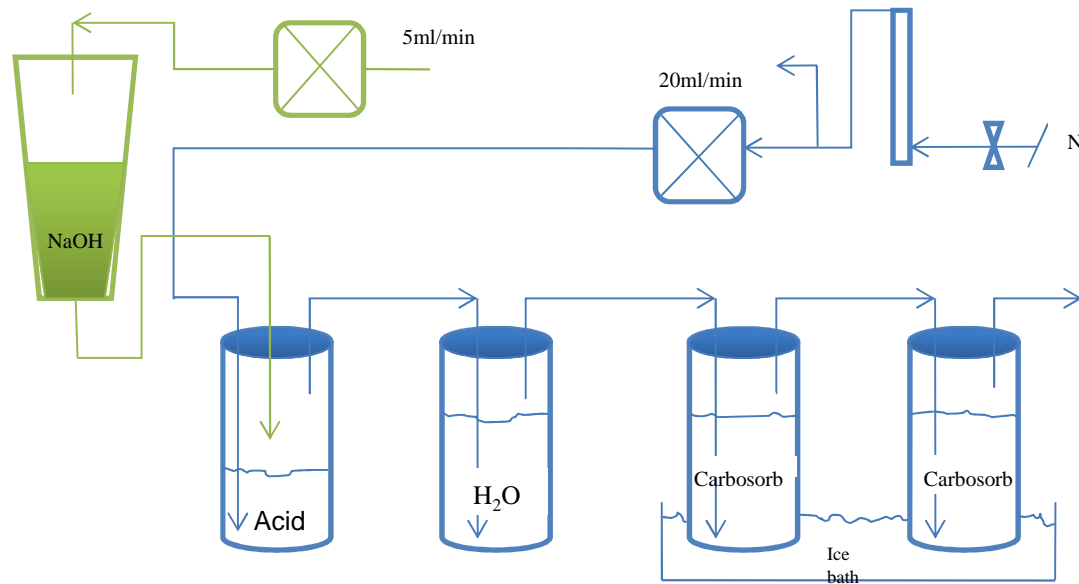 5ml/min
20ml/min
N
NaOH
Acid
H₂O
Carbosorb
Carbosorb
Ice
bath